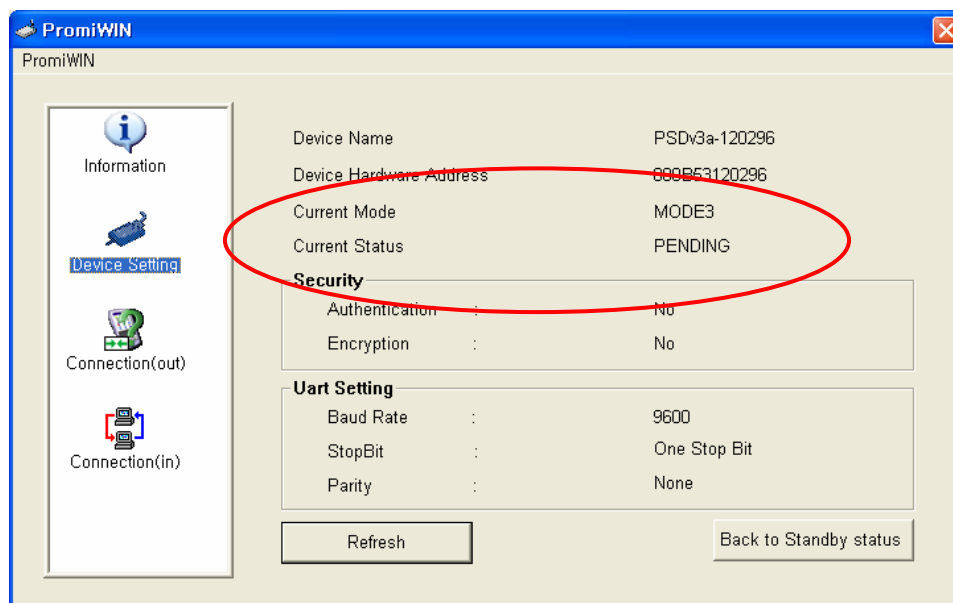 PromiWIN
PromiWIN
Information
Device Setting
Connection(out)
Connection(in)
Device Name PSDv3a-120296
Device Hardware Address 000B53120296
Current Mode MODE3
Current Status PENDING
Security
Authentication : No
Encryption : No
Uart Setting
Baud Rate : 9600
StopBit : One Stop Bit
Parity : None
Refresh
Back to Standby status